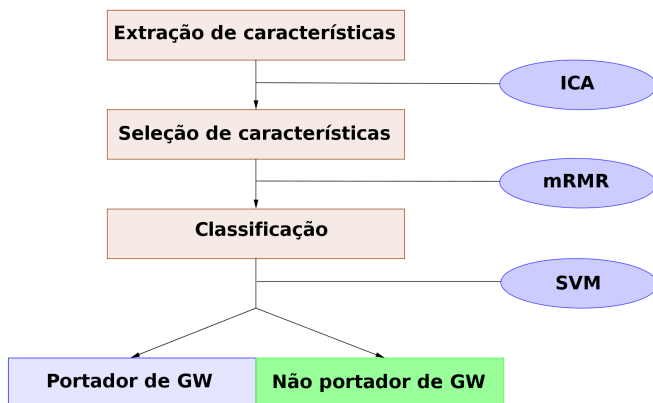 Extração de características
ICA
Seleção de características
mRMR
Classificação
SVM
Portador de GW
Não portador de GW